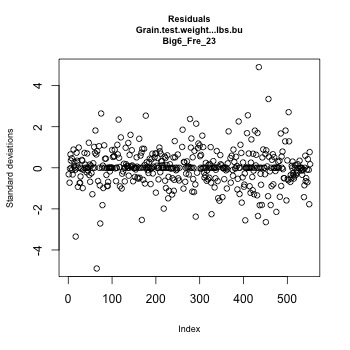 Residuals
Grain.test.weight...lbs.bu
Big6_Fre_23
Standard deviations
4
2
0
-2
-4
0 100 200 300 400 500
Index